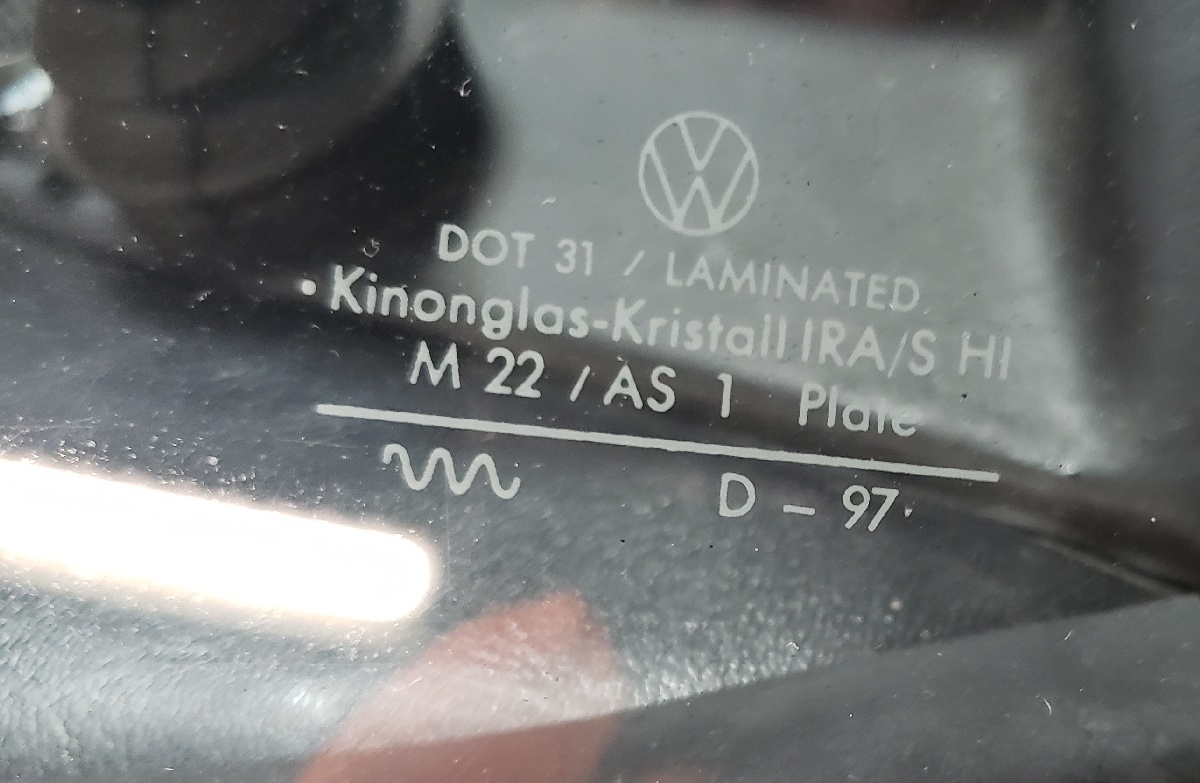 DOT 31 / LAMINATED
Kinonglas-Kristall IRA/S HI
M 22 / AS 1 Plate
D – 97